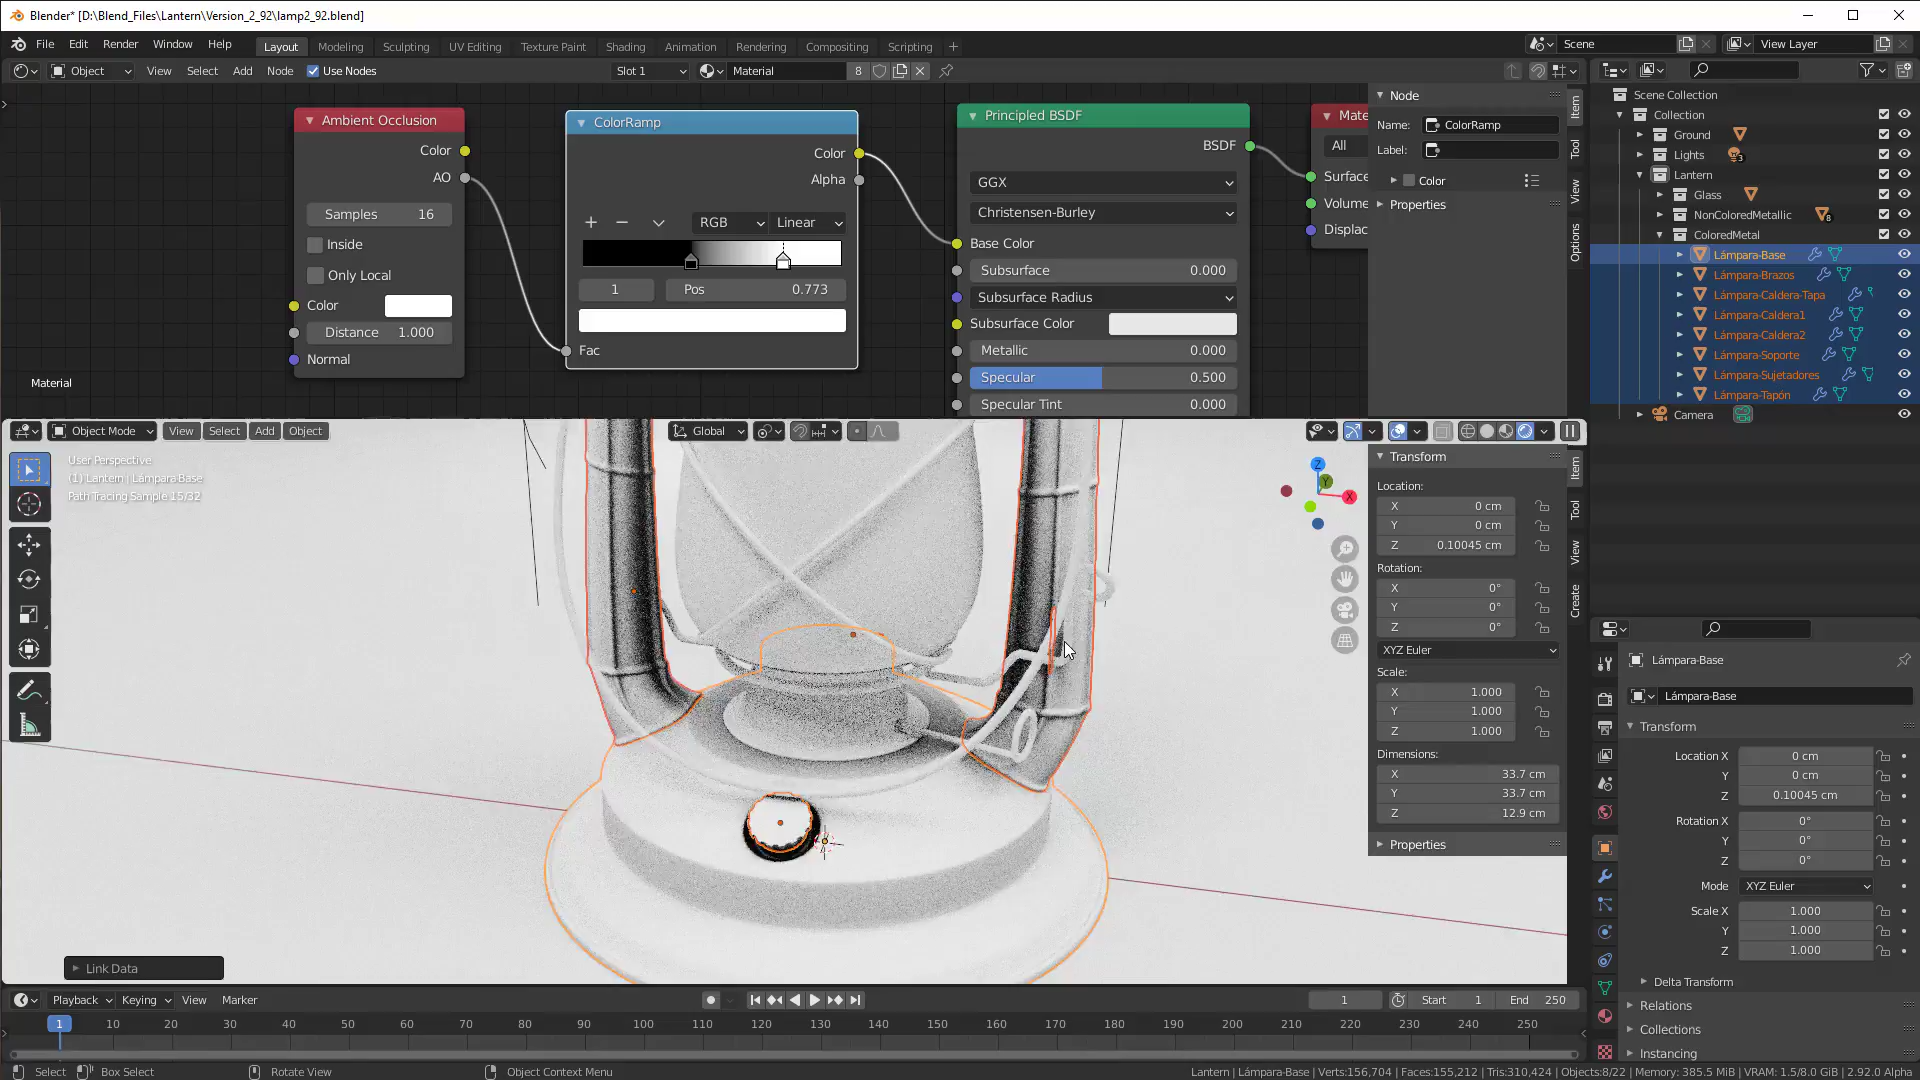 Blender* [D:\Blend_Files\Lantern\Version_2_92\lamp2_92.blend]
File Edit Render Window Help Layout Modeling Sculpting UV Editing Texture Paint Shading Animation Rendering Compositing Scripting + Scene View Layer
Object View Select Add Node Use Nodes Slot 1 Material 8
Ambient Occlusion
Color
AO
Samples 16
Inside
Only Local
Color
Distance 1.000
Normal
Material
ColorRamp
Color
Alpha
RGB Linear
1 Pos 0.773
Fac
Principled BSDF
BSDF
GGX
Christensen-Burley
Base Color
Subsurface 0.000
Subsurface Radius
Subsurface Color
Metallic 0.000
Specular 0.500
Specular Tint 0.000
Mate
All
Surface
Volume
Displac
Node
Name: ColorRamp
Label:
Color
Properties
Item
Tool
View
Options
Scene Collection
Collection
Ground
Lights 3
Lantern
Glass
NonColoredMetallic 8
ColoredMetal
Lámpara-Base
Lámpara-Brazos
Lámpara-Caldera-Tapa
Lámpara-Caldera1
Lámpara-Caldera2
Lámpara-Soporte
Lámpara-Sujetadores
Lámpara-Tapón
Camera
Object Mode View Select Add Object Global
User Perspective
(1) Lantern | Lámpara Base
Path Tracing Sample 15/32
Z
Y
X
Transform
Location:
X 0 cm
Y 0 cm
Z 0.10045 cm
Rotation:
X 0°
Y 0°
Z 0°
XYZ Euler
Scale:
X 1.000
Y 1.000
Z 1.000
Dimensions:
X 33.7 cm
Y 33.7 cm
Z 12.9 cm
Properties
Item
Tool
View
Create
Link Data
Lámpara-Base
Lámpara-Base
Transform
Location X 0 cm
Y 0 cm
Z 0.10045 cm
Rotation X 0°
Y 0°
Z 0°
Mode XYZ Euler
Scale X 1.000
Y 1.000
Z 1.000
Delta Transform
Relations
Collections
Instancing
Playback Keying View Marker 1 Start 1 End 250
1 10 20 30 40 50 60 70 80 90 100 110 120 130 140 150 160 170 180 190 200 210 220 230 240 250
Select Box Select Rotate View Object Context Menu Lantern | Lámpara-Base | Verts:156,704 | Faces:155,212 | Tris:310,424 | Objects:8/22 | Memory: 385.5 MiB | VRAM: 1.5/8.0 GiB | 2.92.0 Alpha